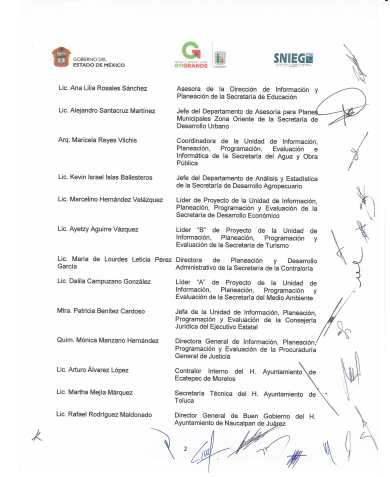 GOBIERNO DEL
ESTADO DE MÉXICO
enGRANDE
SNIEG
Lic. Ana Lilia Rosales Sánchez
Asesora de la Dirección de Información y
Planeación de la Secretaría de Educación
Lic. Alejandro Santacruz Martínez
Jefe del Departamento de Asesoría para Planes
Municipales Zona Oriente de la Secretaría de
Desarrollo Urbano
Arq. Maricela Reyes Vilchis
Coordinadora de la Unidad de Información,
Planeación, Programación, Evaluación e
Informática de la Secretaría del Agua y Obra
Pública
Lic. Kevin Israel Islas Ballesteros
Jefe del Departamento de Análisis y Estadística
de la Secretaría de Desarrollo Agropecuario
Lic. Marcelino Hernández Velázquez
Líder de Proyecto de la Unidad de Información,
Planeación, Programación y Evaluación de la
Secretaría de Desarrollo Económico
Lic. Ayetzy Aguirre Vázquez
Líder "B" de Proyecto de la Unidad de
Información, Planeación, Programación y
Evaluación de la Secretaría de Turismo
Lic. María de Lourdes Leticia Pérez
García
Directora de Planeación y Desarrollo
Administrativo de la Secretaría de la Contraloría
Lic. Dalila Campuzano González
Líder "A" de Proyecto de la Unidad de
Información, Planeación, Programación y
Evaluación de la Secretaría del Medio Ambiente
Mtra. Patricia Benítez Cardoso
Jefa de la Unidad de Información, Planeación,
Programación y Evaluación de la Consejería
Jurídica del Ejecutivo Estatal
Quím. Mónica Manzano Hernández
Directora General de Información, Planeación,
Programación y Evaluación de la Procuraduría
General de Justicia
Lic. Arturo Álvarez López
Contralor Interno del H. Ayuntamiento de
Ecatepec de Morelos
Lic. Martha Mejía Márquez
Secretaria Técnica del H. Ayuntamiento de
Toluca
Lic. Rafael Rodríguez Maldonado
Director General de Buen Gobierno del H.
Ayuntamiento de Naucalpan de Juárez
2